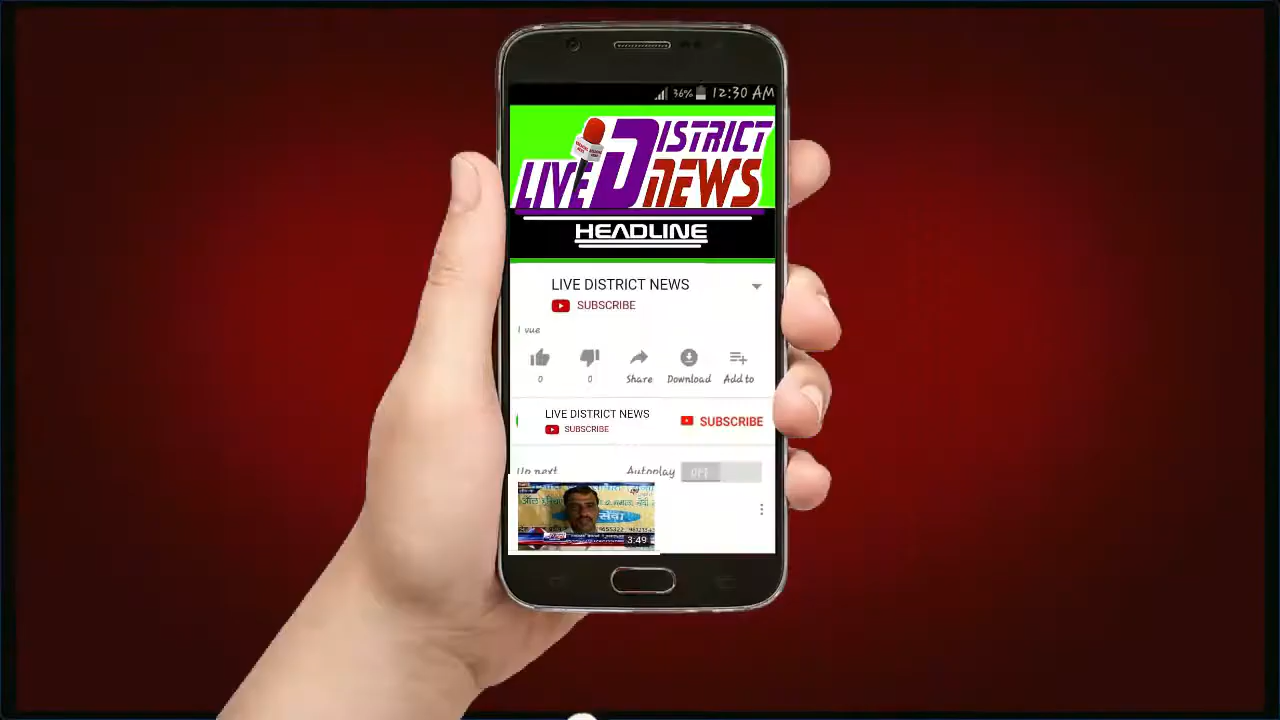 36% 12:30 AM
LIVE DISTRICT NEWS
HEADLINE
LIVE DISTRICT NEWS
SUBSCRIBE
1 vue
0 0 Share Download Add to
LIVE DISTRICT NEWS
SUBSCRIBE
SUBSCRIBE
Up next Autoplay OFF
3:49